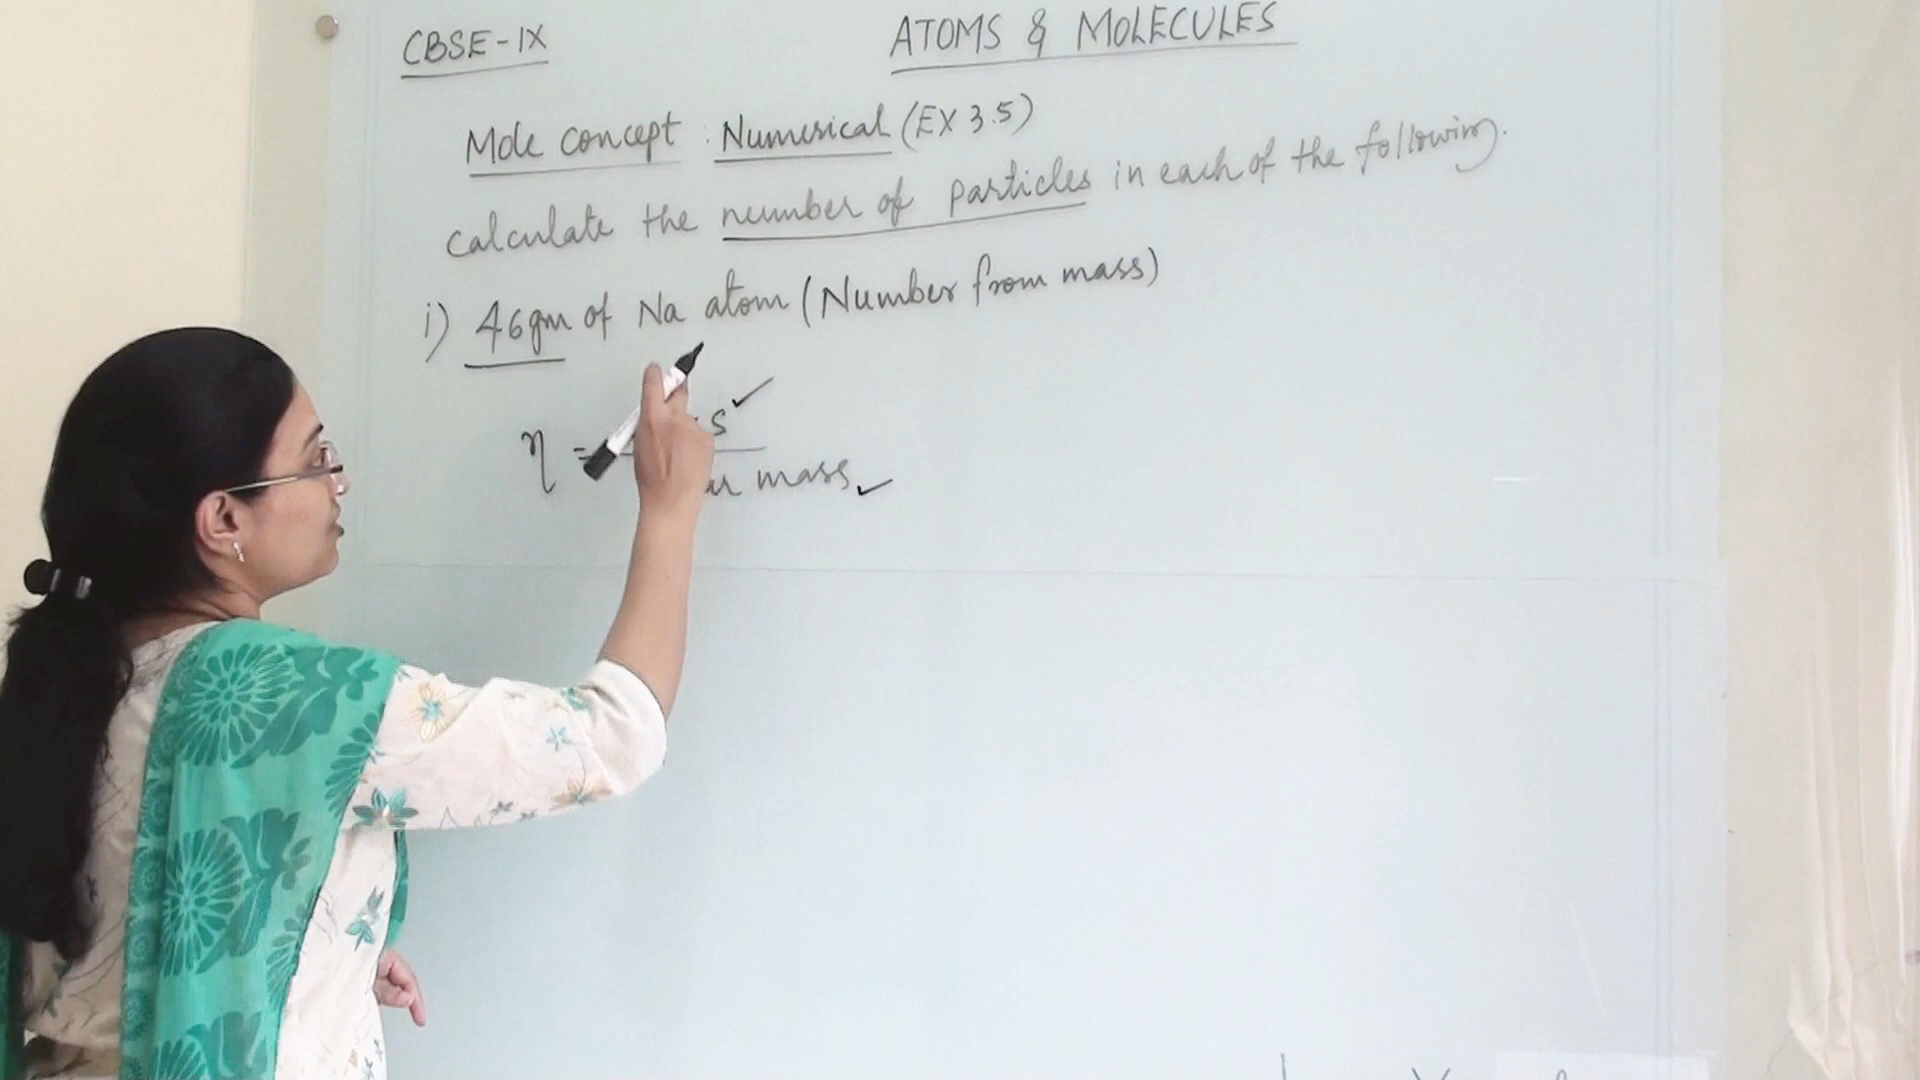 CBSE-IX
ATOMS & MOLECULES
Mole concept : Numerical (EX 3.5)
calculate the number of particles in each of the following.
i) 46gm of Na atom (Number from mass)
η =
mass